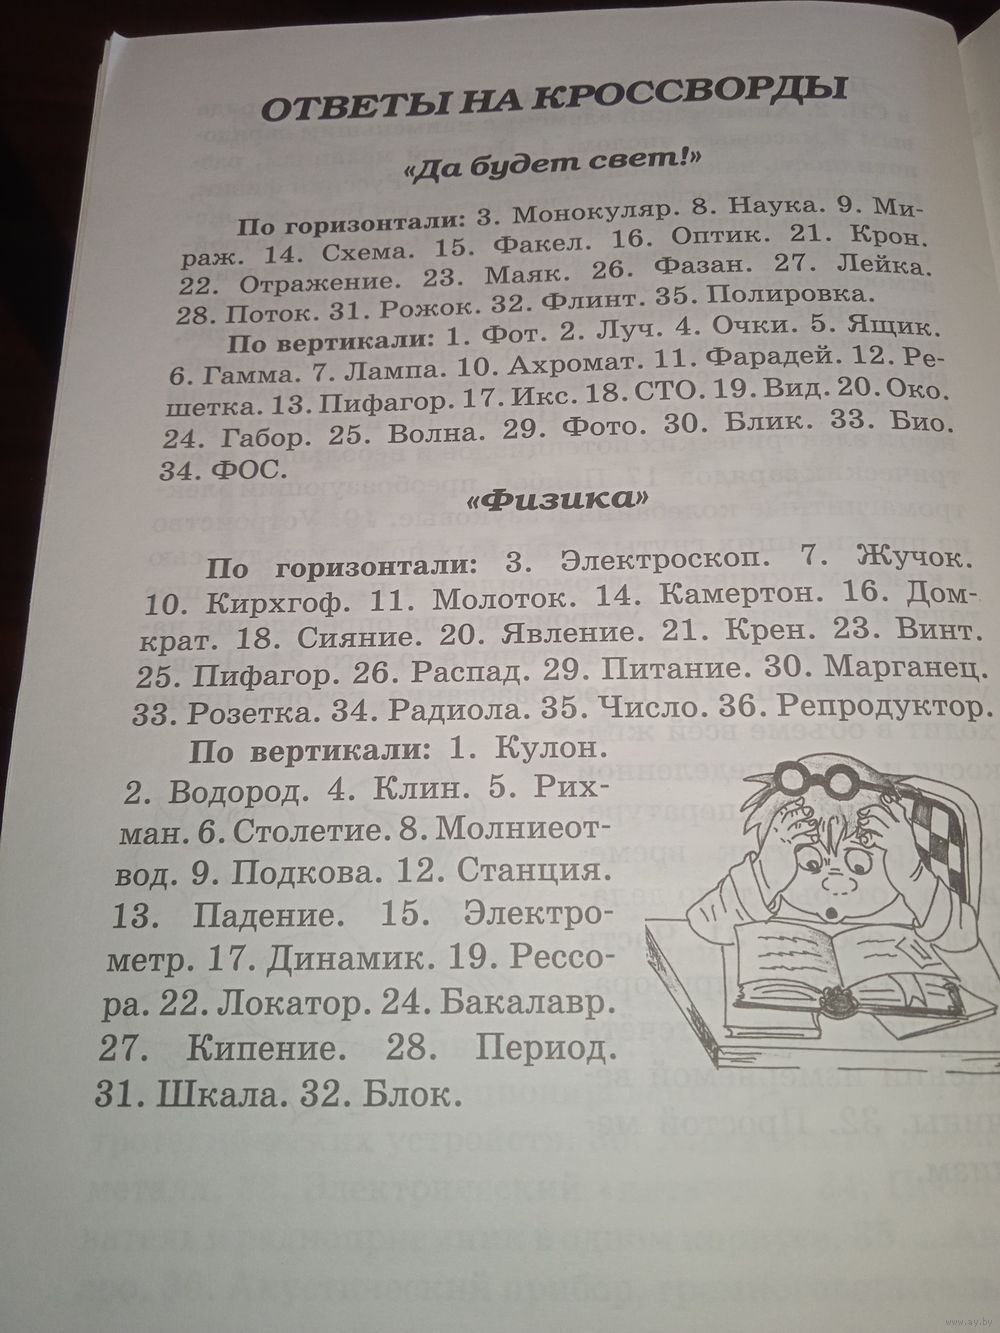 ОТВЕТЫ НА КРОССВОРДЫ
«Да будет свет!»
По горизонтали: 3. Монокуляр. 8. Наука. 9. Ми-
раж. 14. Схема. 15. Факел. 16. Оптик. 21. Крон.
22. Отражение. 23. Маяк. 26. Фазан. 27. Лейка.
28. Поток. 31. Рожок. 32. Флинт. 35. Полировка.
По вертикали: 1. Фот. 2. Луч. 4. Очки. 5. Ящик.
6. Гамма. 7. Лампа. 10. Ахромат. 11. Фарадей. 12. Ре-
шетка. 13. Пифагор. 17. Икс. 18. СТО. 19. Вид. 20. Око.
24. Габор. 25. Волна. 29. Фото. 30. Блик. 33. Био.
34. ФОС.
«Физика»
По горизонтали: 3. Электроскоп. 7. Жучок.
10. Кирхгоф. 11. Молоток. 14. Камертон. 16. Дом-
крат. 18. Сияние. 20. Явление. 21. Крен. 23. Винт.
25. Пифагор. 26. Распад. 29. Питание. 30. Марганец.
33. Розетка. 34. Радиола. 35. Число. 36. Репродуктор.
По вертикали: 1. Кулон.
2. Водород. 4. Клин. 5. Рих-
ман. 6. Столетие. 8. Молниеот-
вод. 9. Подкова. 12. Станция.
13. Падение. 15. Электро-
метр. 17. Динамик. 19. Рессо-
ра. 22. Локатор. 24. Бакалавр.
27. Кипение. 28. Период.
31. Шкала. 32. Блок.
www.ay.by